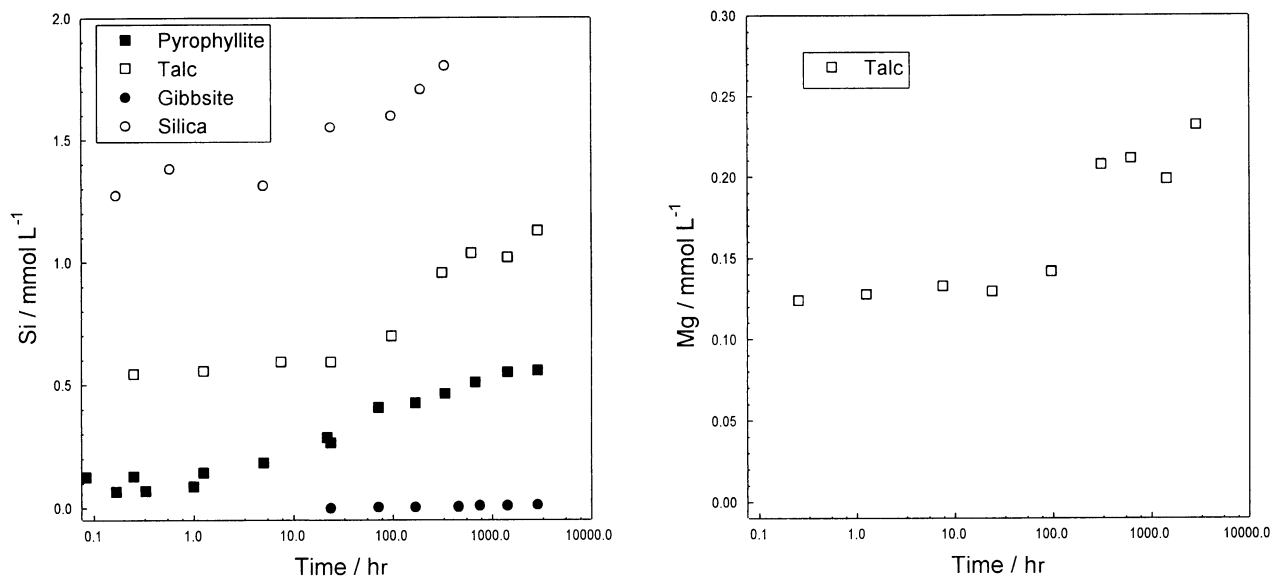 2.0
1.5
1.0
0.5
0.0
Si / mmol L⁻¹
Pyrophyllite
Talc
Gibbsite
Silica
0.1 1.0 10.0 100.0 1000.0 10000.0
Time / hr
0.30
0.25
0.20
0.15
0.10
0.05
0.00
Mg / mmol L⁻¹
Talc
0.1 1.0 10.0 100.0 1000.0 10000.0
Time / hr